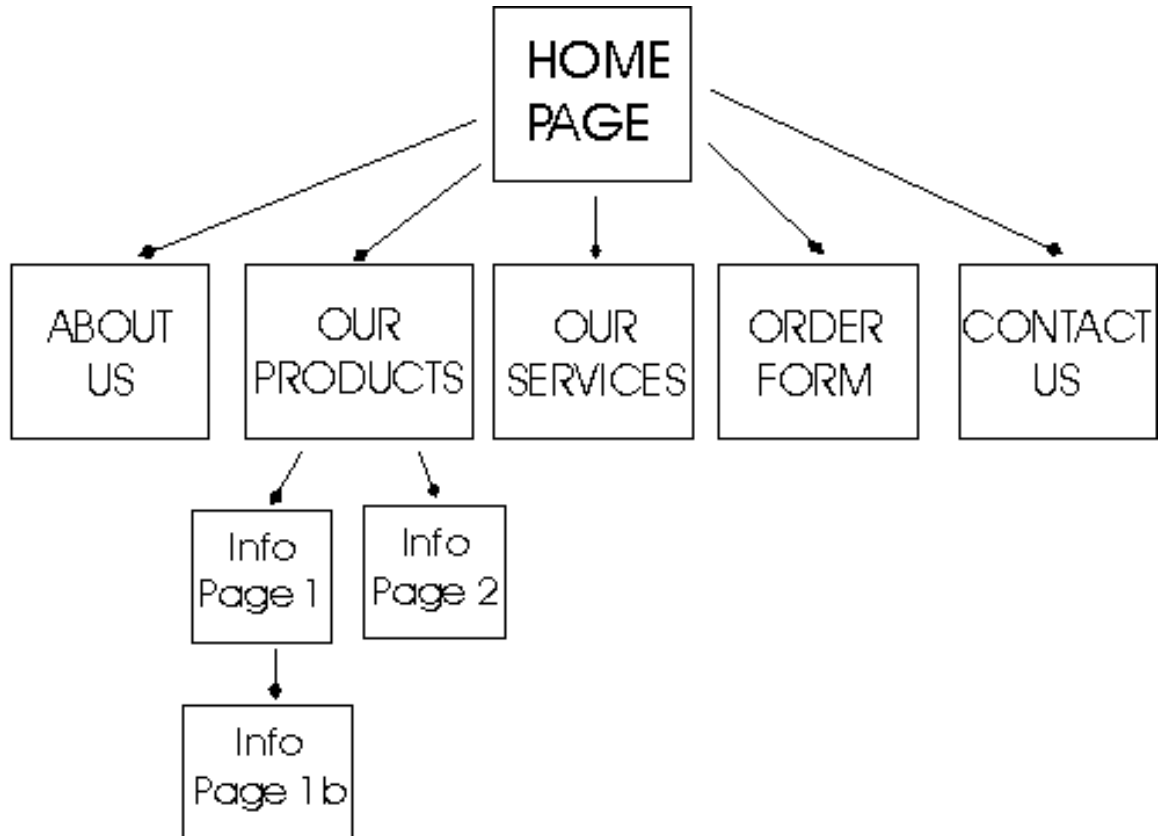 HOME
PAGE
ABOUT
US
OUR
PRODUCTS
OUR
SERVICES
ORDER
FORM
CONTACT
US
Info
Page 1
Info
Page 2
Info
Page 1b